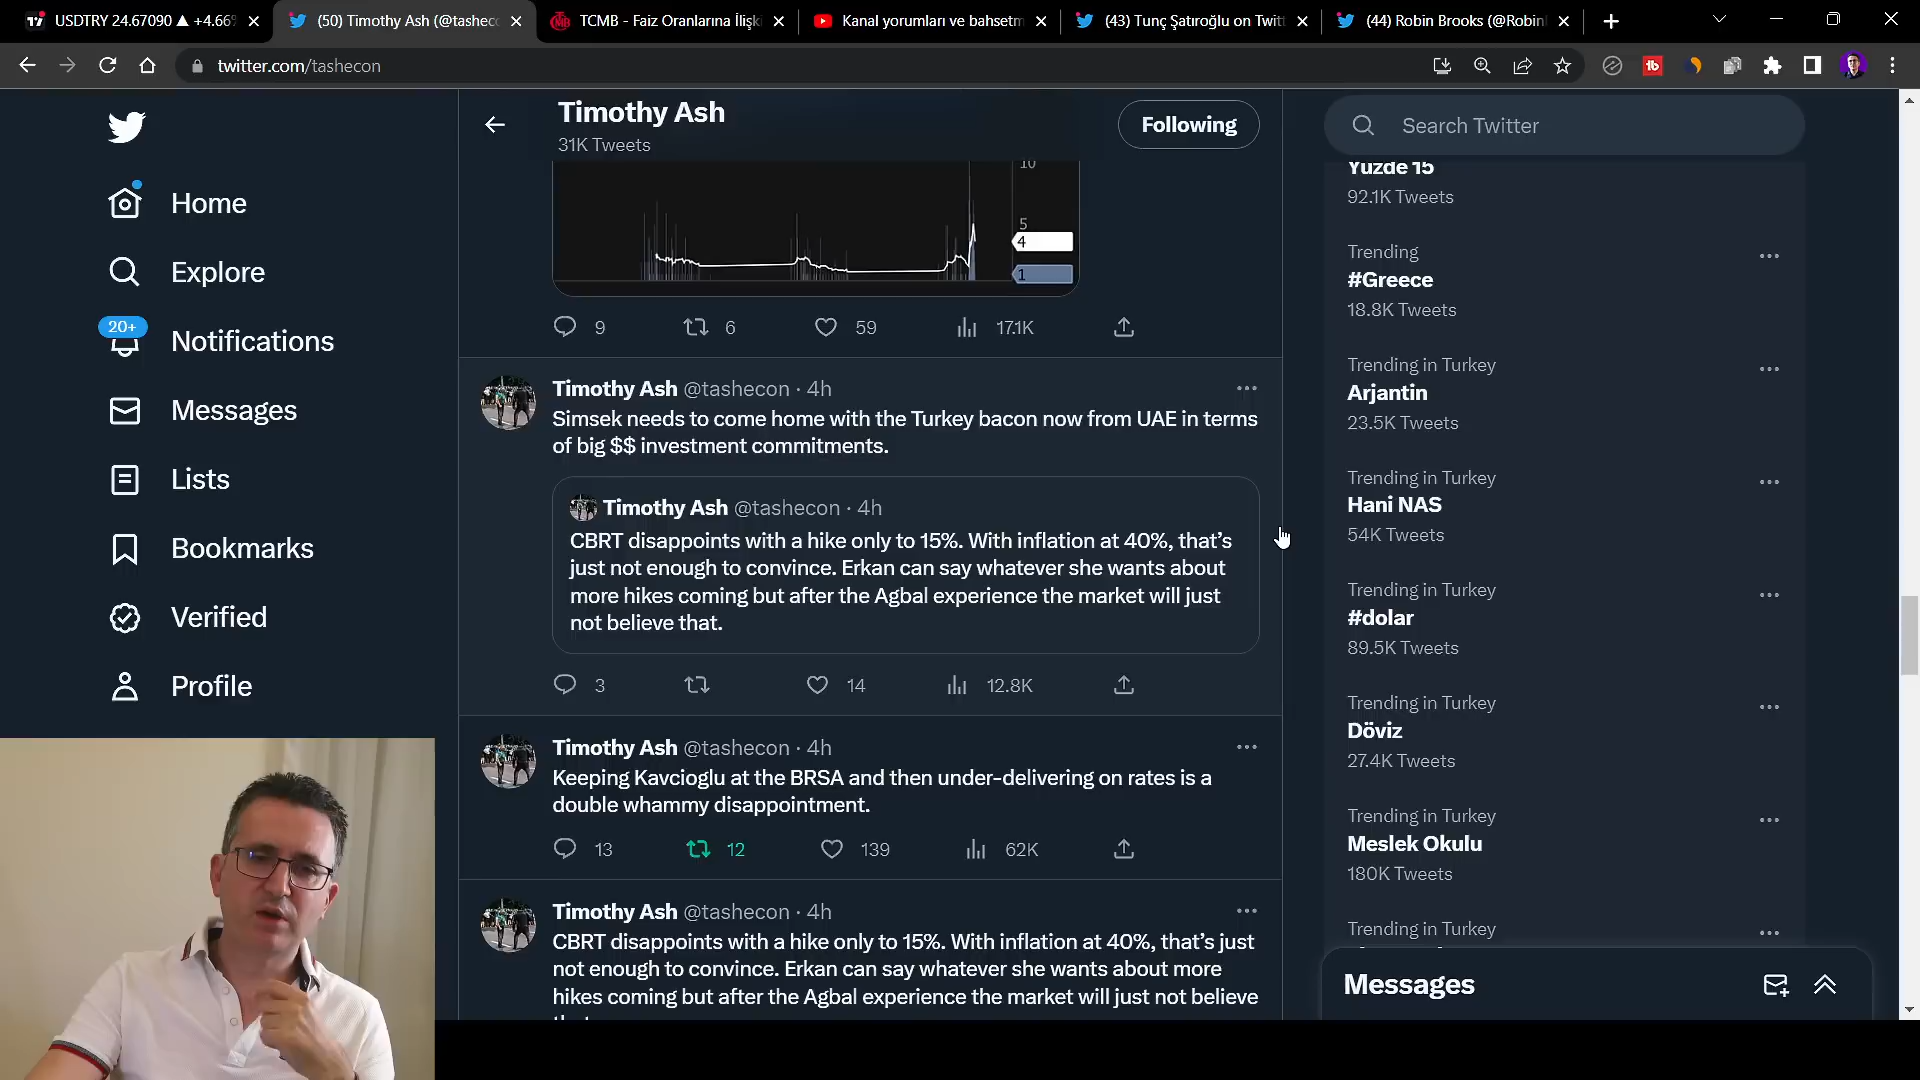 USDTRY 24.67090 ▲ +4.66%
(50) Timothy Ash (@tashecon
TCMB - Faiz Oranlarına İlişki
Kanal yorumları ve bahsetm
(43) Tunç Şatıroğlu on Twitt
(44) Robin Brooks (@Robin
twitter.com/tashecon
Home
Explore
20+
Notifications
Messages
Lists
Bookmarks
Verified
Profile
Timothy Ash
31K Tweets
Following
10
5
4
1
9 6 59 17.1K
Timothy Ash @tashecon · 4h
Simsek needs to come home with the Turkey bacon now from UAE in terms
of big $$ investment commitments.
Timothy Ash @tashecon · 4h
CBRT disappoints with a hike only to 15%. With inflation at 40%, that's
just not enough to convince. Erkan can say whatever she wants about
more hikes coming but after the Agbal experience the market will just
not believe that.
3 14 12.8K
Timothy Ash @tashecon · 4h
Keeping Kavcioglu at the BRSA and then under-delivering on rates is a
double whammy disappointment.
13 12 139 62K
Timothy Ash @tashecon · 4h
CBRT disappoints with a hike only to 15%. With inflation at 40%, that's just
not enough to convince. Erkan can say whatever she wants about more
hikes coming but after the Agbal experience the market will just not believe
Search Twitter
Yüzde 15
92.1K Tweets
Trending
#Greece
18.8K Tweets
Trending in Turkey
Arjantin
23.5K Tweets
Trending in Turkey
Hani NAS
54K Tweets
Trending in Turkey
#dolar
89.5K Tweets
Trending in Turkey
Döviz
27.4K Tweets
Trending in Turkey
Meslek Okulu
180K Tweets
Trending in Turkey
Messages